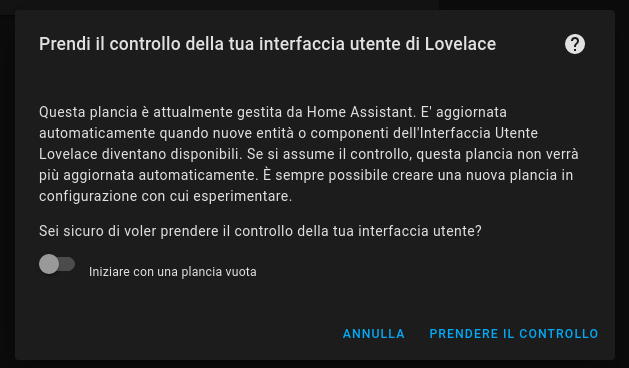 Prendi il controllo della tua interfaccia utente di Lovelace
?
Questa plancia è attualmente gestita da Home Assistant. E' aggiornata
automaticamente quando nuove entità o componenti dell'Interfaccia Utente
Lovelace diventano disponibili. Se si assume il controllo, questa plancia non verrà
più aggiornata automaticamente. È sempre possibile creare una nuova plancia in
configurazione con cui esperimentare.
Sei sicuro di voler prendere il controllo della tua interfaccia utente?
Iniziare con una plancia vuota
ANNULLA PRENDERE IL CONTROLLO